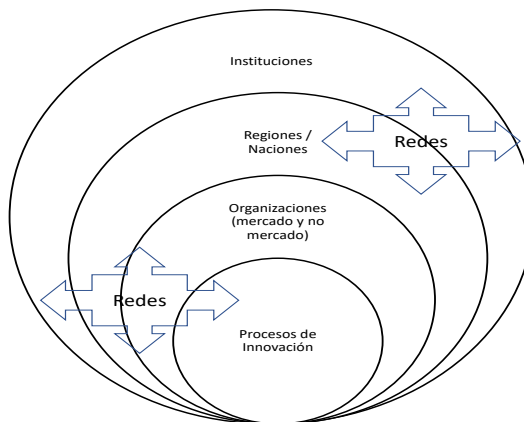 Instituciones
Regiones /
Naciones
Redes
Organizaciones
(mercado y no
mercado)
Redes
Procesos de
Innovación